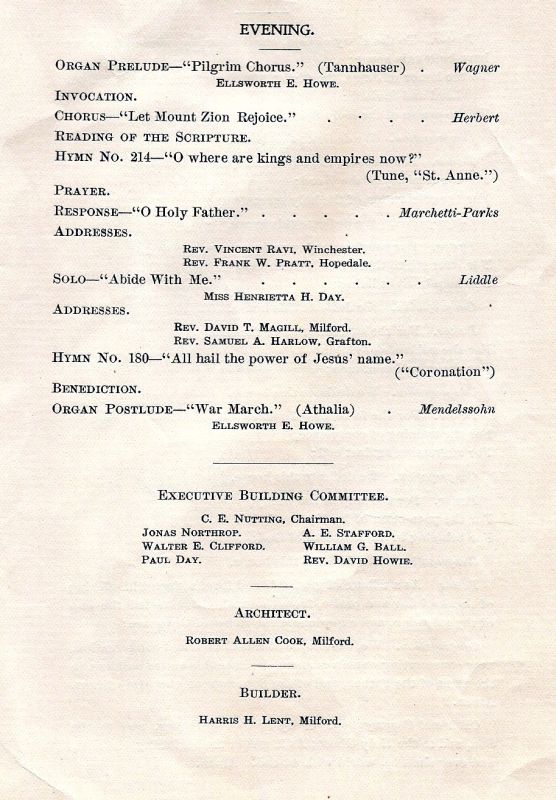 EVENING.
ORGAN PRELUDE—“Pilgrim Chorus.” (Tannhauser) . Wagner
ELLSWORTH E. HOWE.
INVOCATION.
CHORUS—“Let Mount Zion Rejoice.” . . . . Herbert
READING OF THE SCRIPTURE.
HYMN NO. 214—“O where are kings and empires now?”
(Tune, “St. Anne.”)
PRAYER.
RESPONSE—“O Holy Father.” . . . . . Marchetti-Parks
ADDRESSES.
REV. VINCENT RAVI, Winchester.
REV. FRANK W. PRATT, Hopedale.
SOLO—“Abide With Me.” . . . . . . Liddle
MISS HENRIETTA H. DAY.
ADDRESSES.
REV. DAVID T. MAGILL, Milford.
REV. SAMUEL A. HARLOW, Grafton.
HYMN NO. 180—“All hail the power of Jesus’ name.”
(“Coronation”)
BENEDICTION.
ORGAN POSTLUDE—“War March.” (Athalia) . Mendelssohn
ELLSWORTH E. HOWE.
EXECUTIVE BUILDING COMMITTEE.
C. E. NUTTING, Chairman.
JONAS NORTHROP. A. E. STAFFORD.
WALTER E. CLIFFORD. WILLIAM G. BALL.
PAUL DAY. REV. DAVID HOWIE.
ARCHITECT.
ROBERT ALLEN COOK, Milford.
BUILDER.
HARRIS H. LENT, Milford.